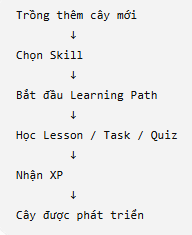 Trồng thêm cây mới
↓
Chọn Skill
↓
Bắt đầu Learning Path
↓
Học Lesson / Task / Quiz
↓
Nhận XP
↓
Cây được phát triển